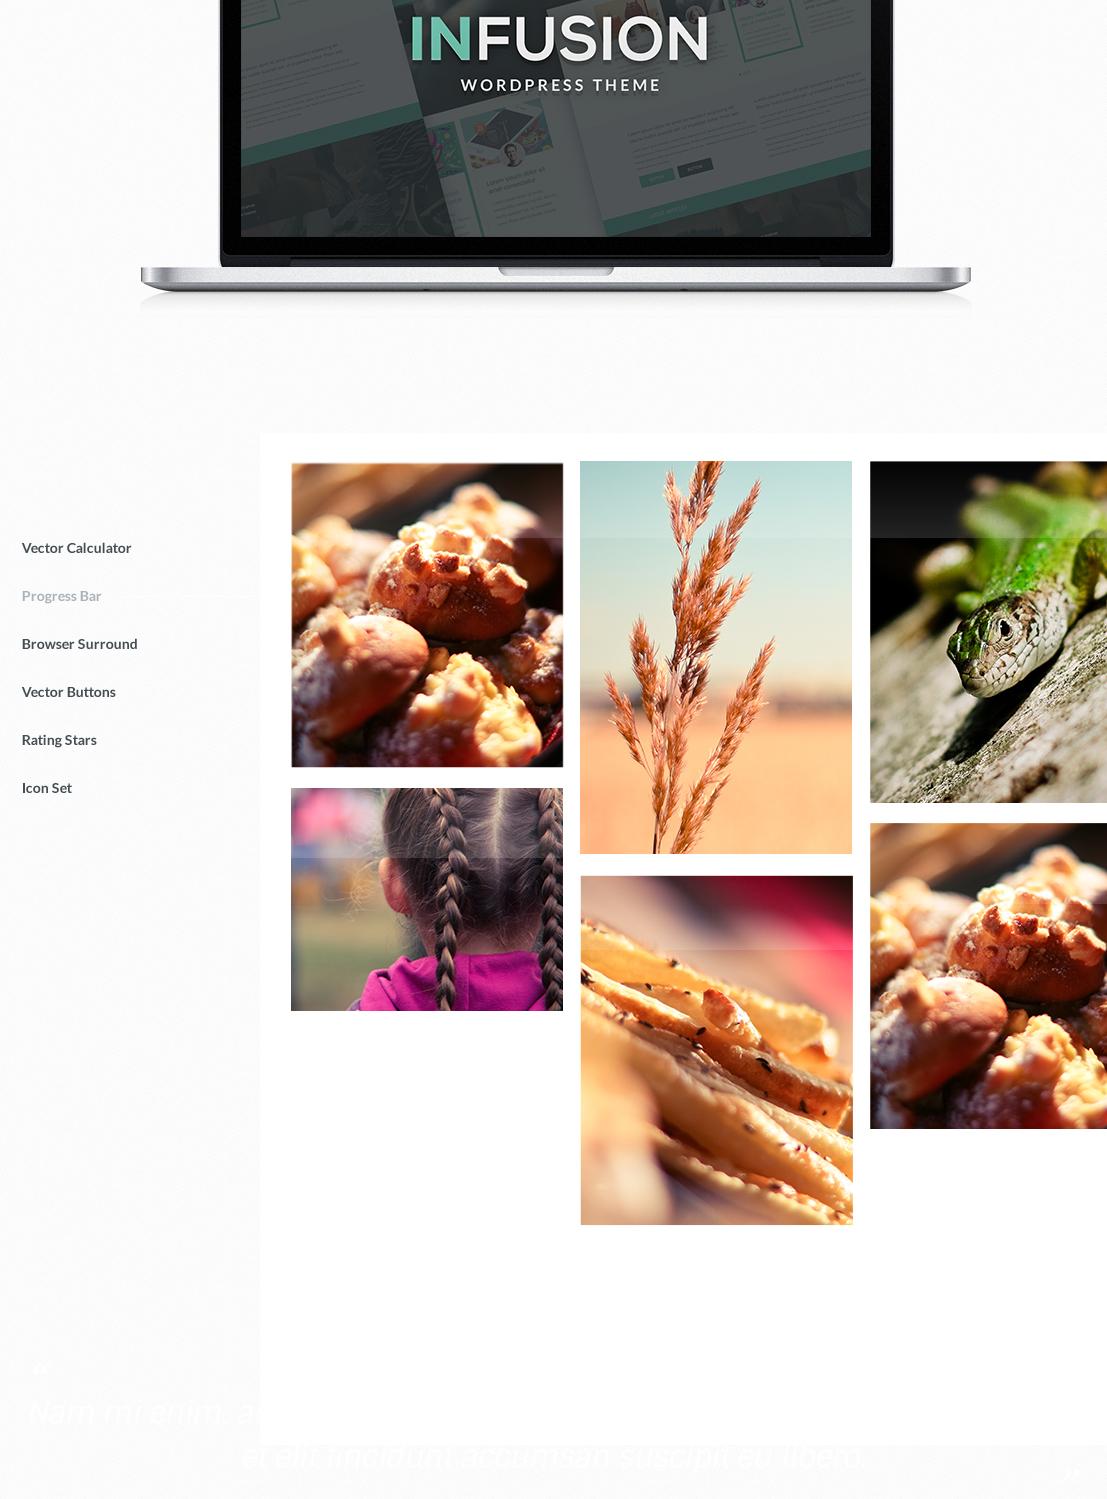 INFUSION
WORDPRESS THEME
Vector Calculator
Progress Bar
Browser Surround
Vector Buttons
Rating Stars
Icon Set
“
Nam mi enim, a
et elit tincidunt accumsan suscipit eu libero.